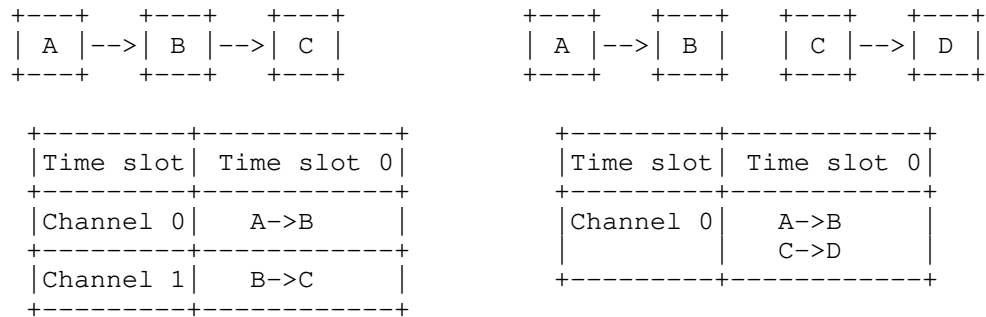 A --> B --> C
A --> B C --> D
Time slot Time slot 0
Channel 0 A->B
Channel 1 B->C
Time slot Time slot 0
Channel 0 A->B
C->D